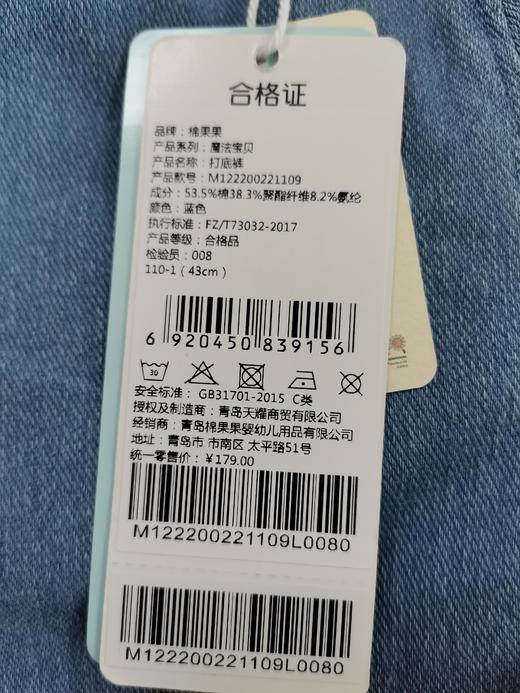 合格证
品牌：棉果果
产品系列：魔法宝贝
产品名称：打底裤
产品款号：M122200221109
成分：53.5%棉38.3%聚酯纤维8.2%氨纶
颜色：蓝色
执行标准：FZ/T73032-2017
产品等级：合格品
检验员：008
110-1（43cm）
6 920450 839156
30
安全标准：GB31701-2015 C类
授权及制造商：青岛天耀商贸有限公司
经销商：青岛棉果果婴幼儿用品有限公司
地址：青岛市 市南区 太平路51号
统一零售价：￥179.00
M122200221109L0080
M122200221109L0080